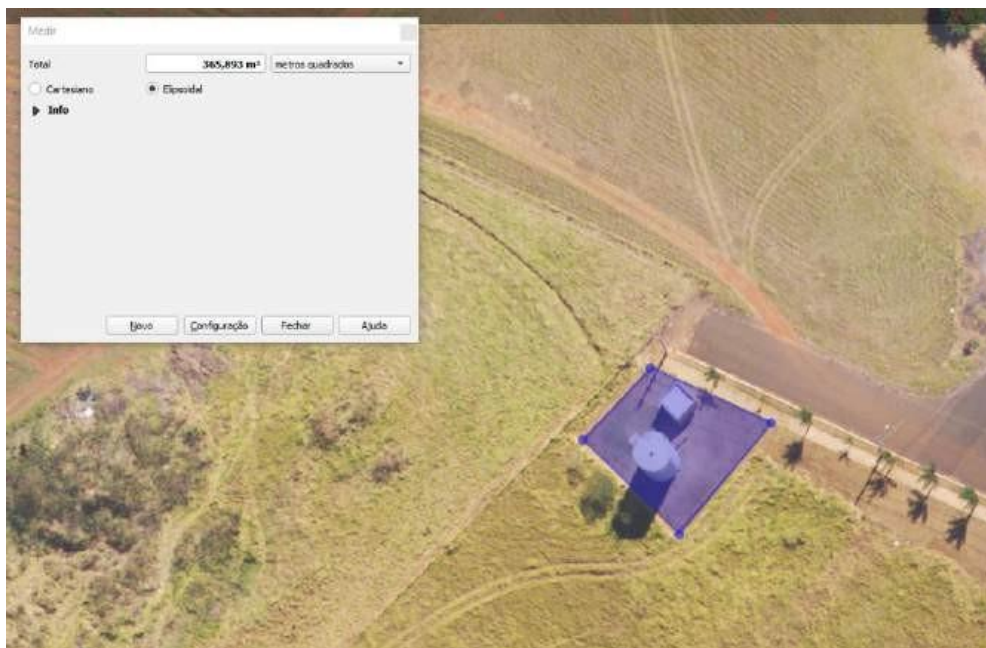 Medir
Total 365,893 m² metros quadrados
Cartesiano Elipsoidal
Info
Novo Configuração Fechar Ajuda